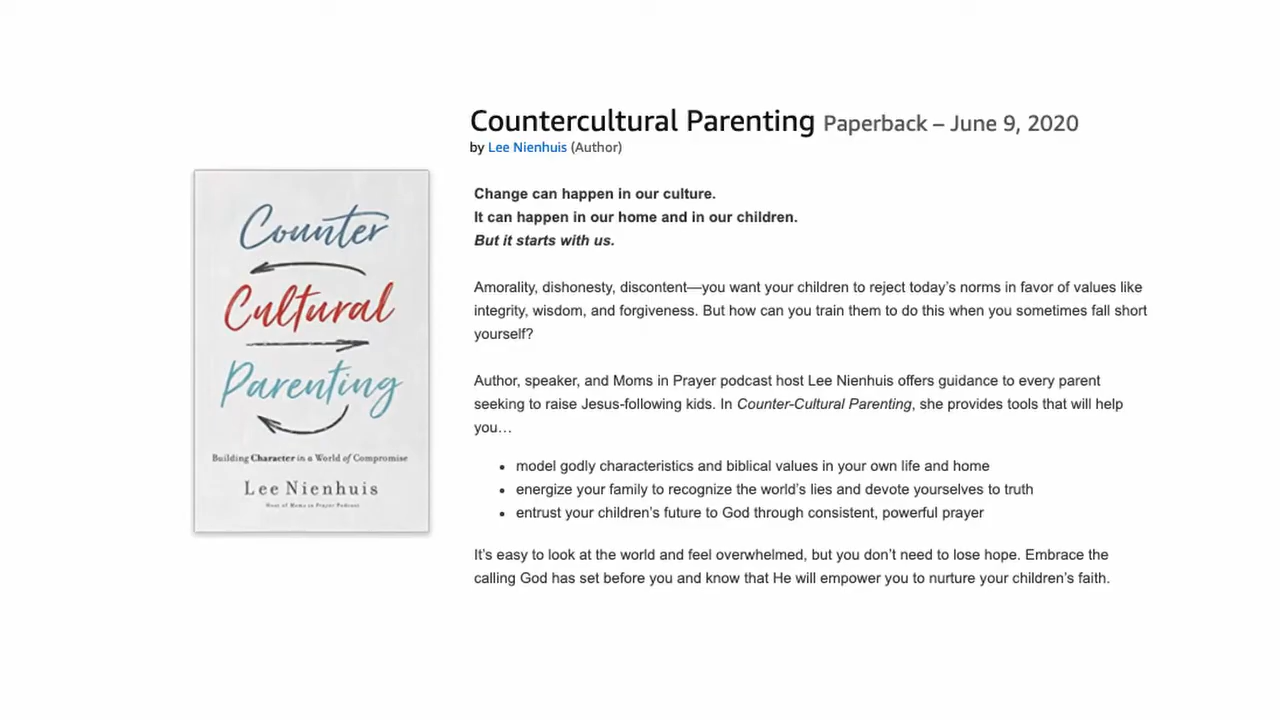 Countercultural Parenting Paperback – June 9, 2020
by Lee Nienhuis (Author)
Counter
Cultural
Parenting
Building Character in a World of Compromise
Lee Nienhuis
Host of Moms in Prayer Podcast
Change can happen in our culture.
It can happen in our home and in our children.
But it starts with us.
Amorality, dishonesty, discontent—you want your children to reject today’s norms in favor of values like
integrity, wisdom, and forgiveness. But how can you train them to do this when you sometimes fall short
yourself?
Author, speaker, and Moms in Prayer podcast host Lee Nienhuis offers guidance to every parent
seeking to raise Jesus-following kids. In Counter-Cultural Parenting, she provides tools that will help
you…
• model godly characteristics and biblical values in your own life and home
• energize your family to recognize the world’s lies and devote yourselves to truth
• entrust your children’s future to God through consistent, powerful prayer
It’s easy to look at the world and feel overwhelmed, but you don’t need to lose hope. Embrace the
calling God has set before you and know that He will empower you to nurture your children’s faith.